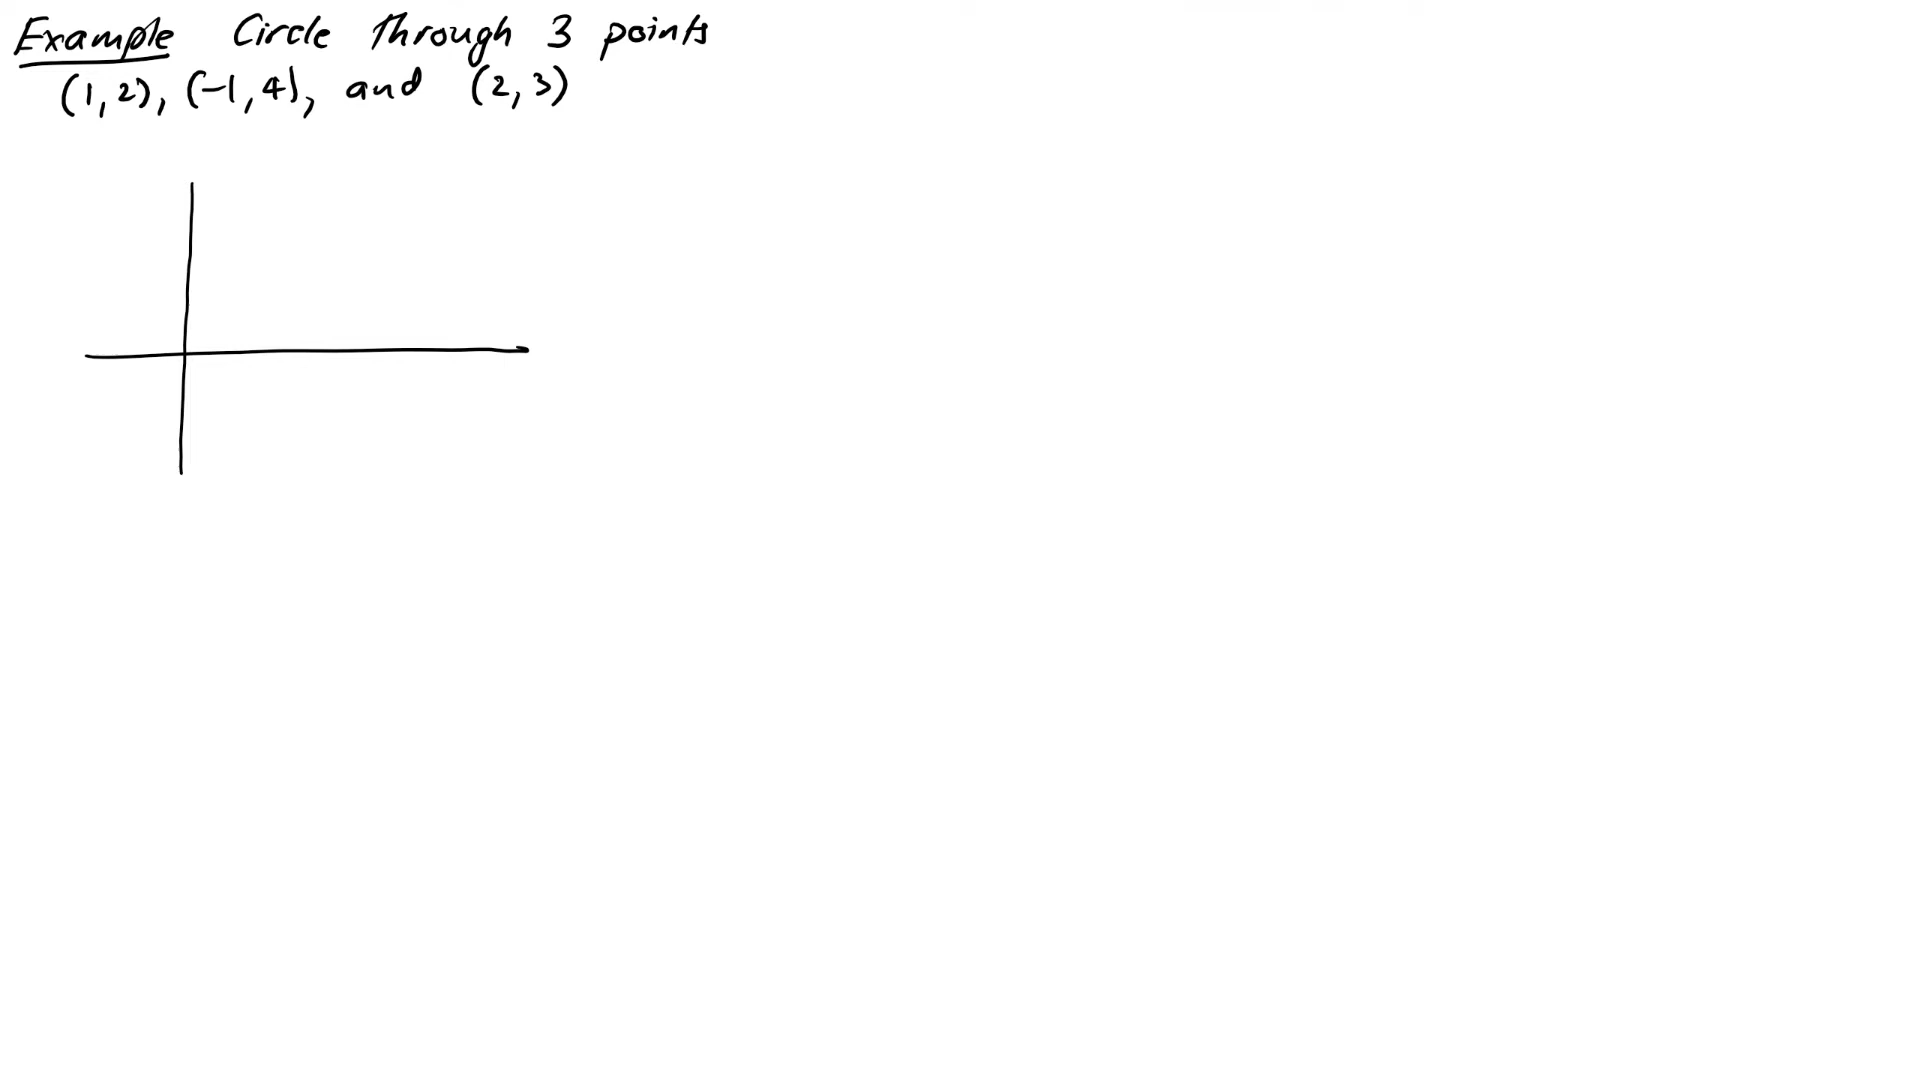 Example Circle through 3 points
(1,2), (-1,4), and (2,3)